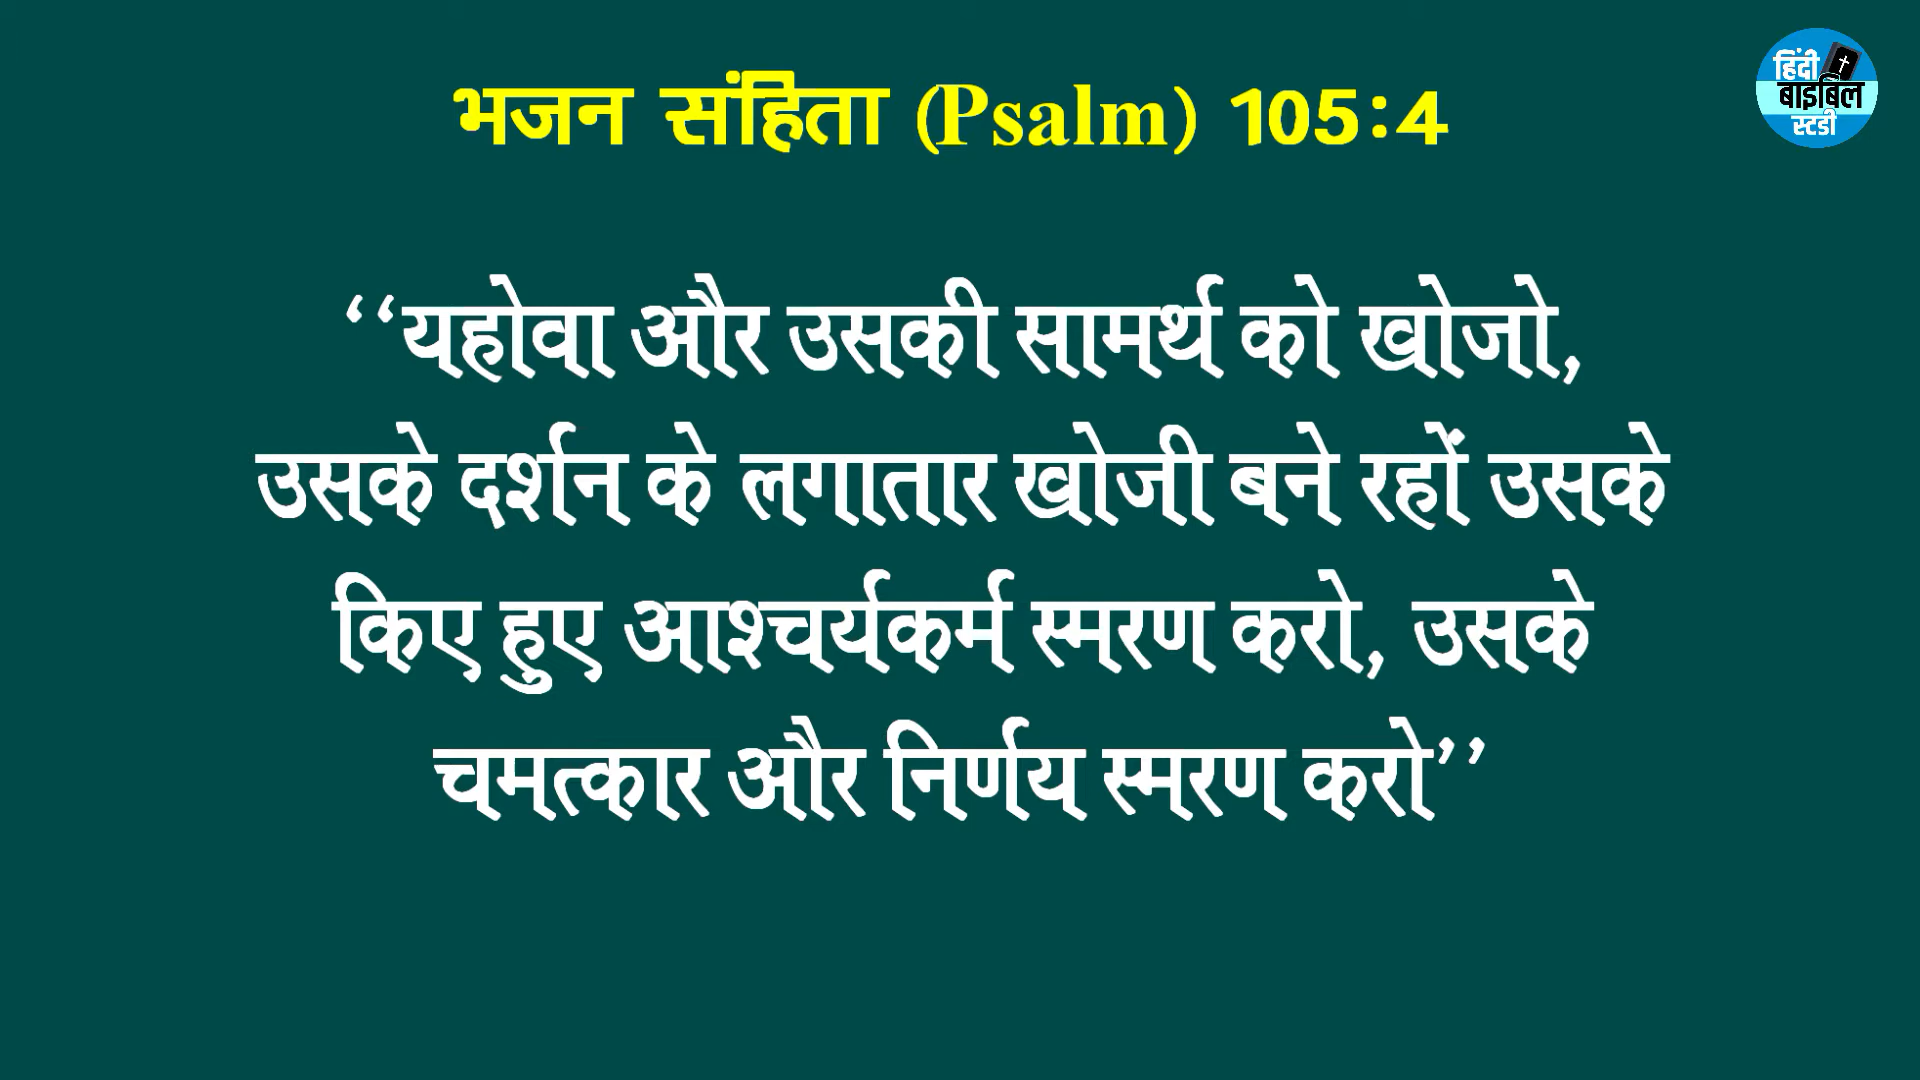 भजन संहिता (Psalm) 105:4
हिंदी
बाइबिल
स्टडी
‘‘यहोवा और उसकी सामर्थ को खोजो,
उसके दर्शन के लगातार खोजी बने रहों उसके
किए हुए आश्चर्यकर्म स्मरण करो, उसके
चमत्कार और निर्णय स्मरण करो’’